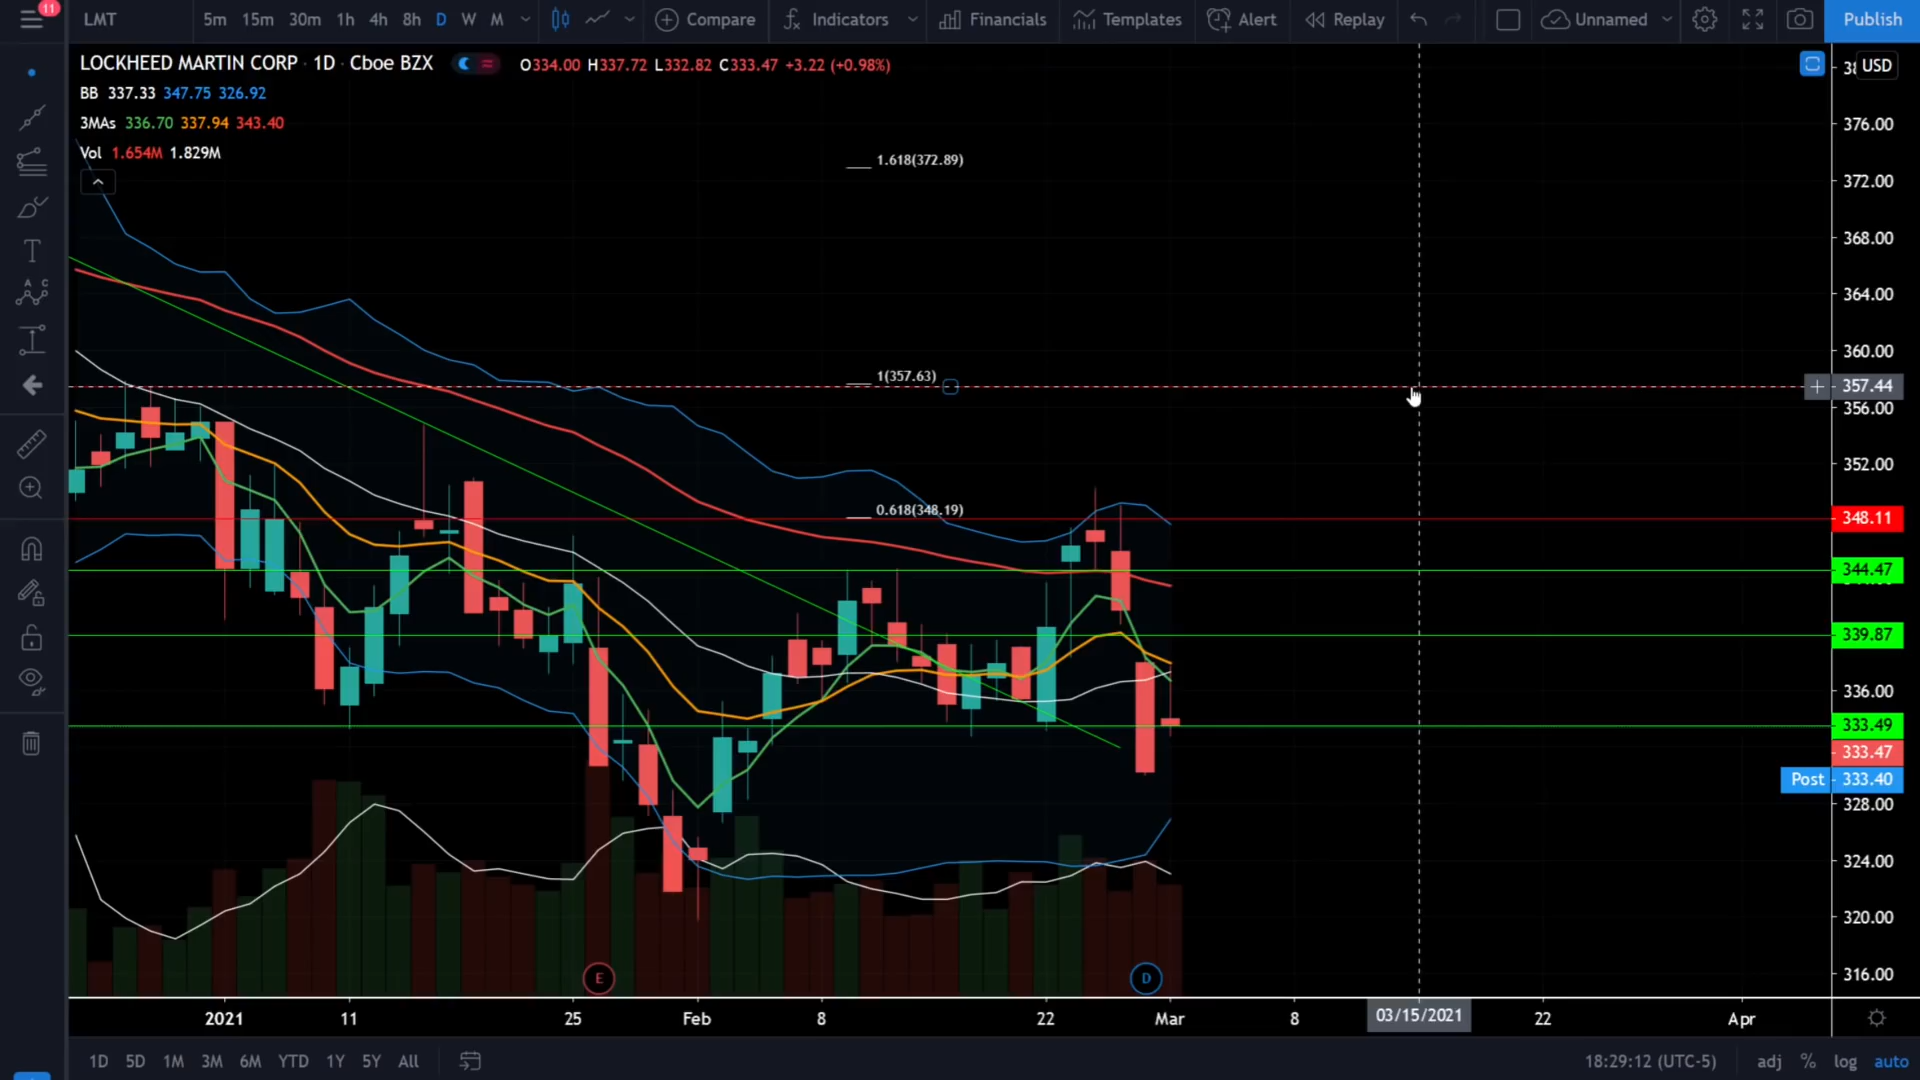 11
LMT 5m 15m 30m 1h 4h 8h D W M Compare Indicators Financials Templates Alert Replay Unnamed Publish
LOCKHEED MARTIN CORP · 1D · Cboe BZX O334.00 H337.72 L332.82 C333.47 +3.22 (+0.98%)
USD
BB 337.33 347.75 326.92
3MAs 336.70 337.94 343.40
Vol 1.654M 1.829M
1.618(372.89)
1(357.63)
0.618(348.19)
376.00
372.00
368.00
364.00
360.00
357.44
356.00
352.00
348.11
344.47
339.87
336.00
333.49
333.47
Post 333.40
328.00
324.00
320.00
316.00
E D
2021 11 25 Feb 8 22 Mar 8 03/15/2021 22 Apr
1D 5D 1M 3M 6M YTD 1Y 5Y All 18:29:12 (UTC-5) adj % log auto